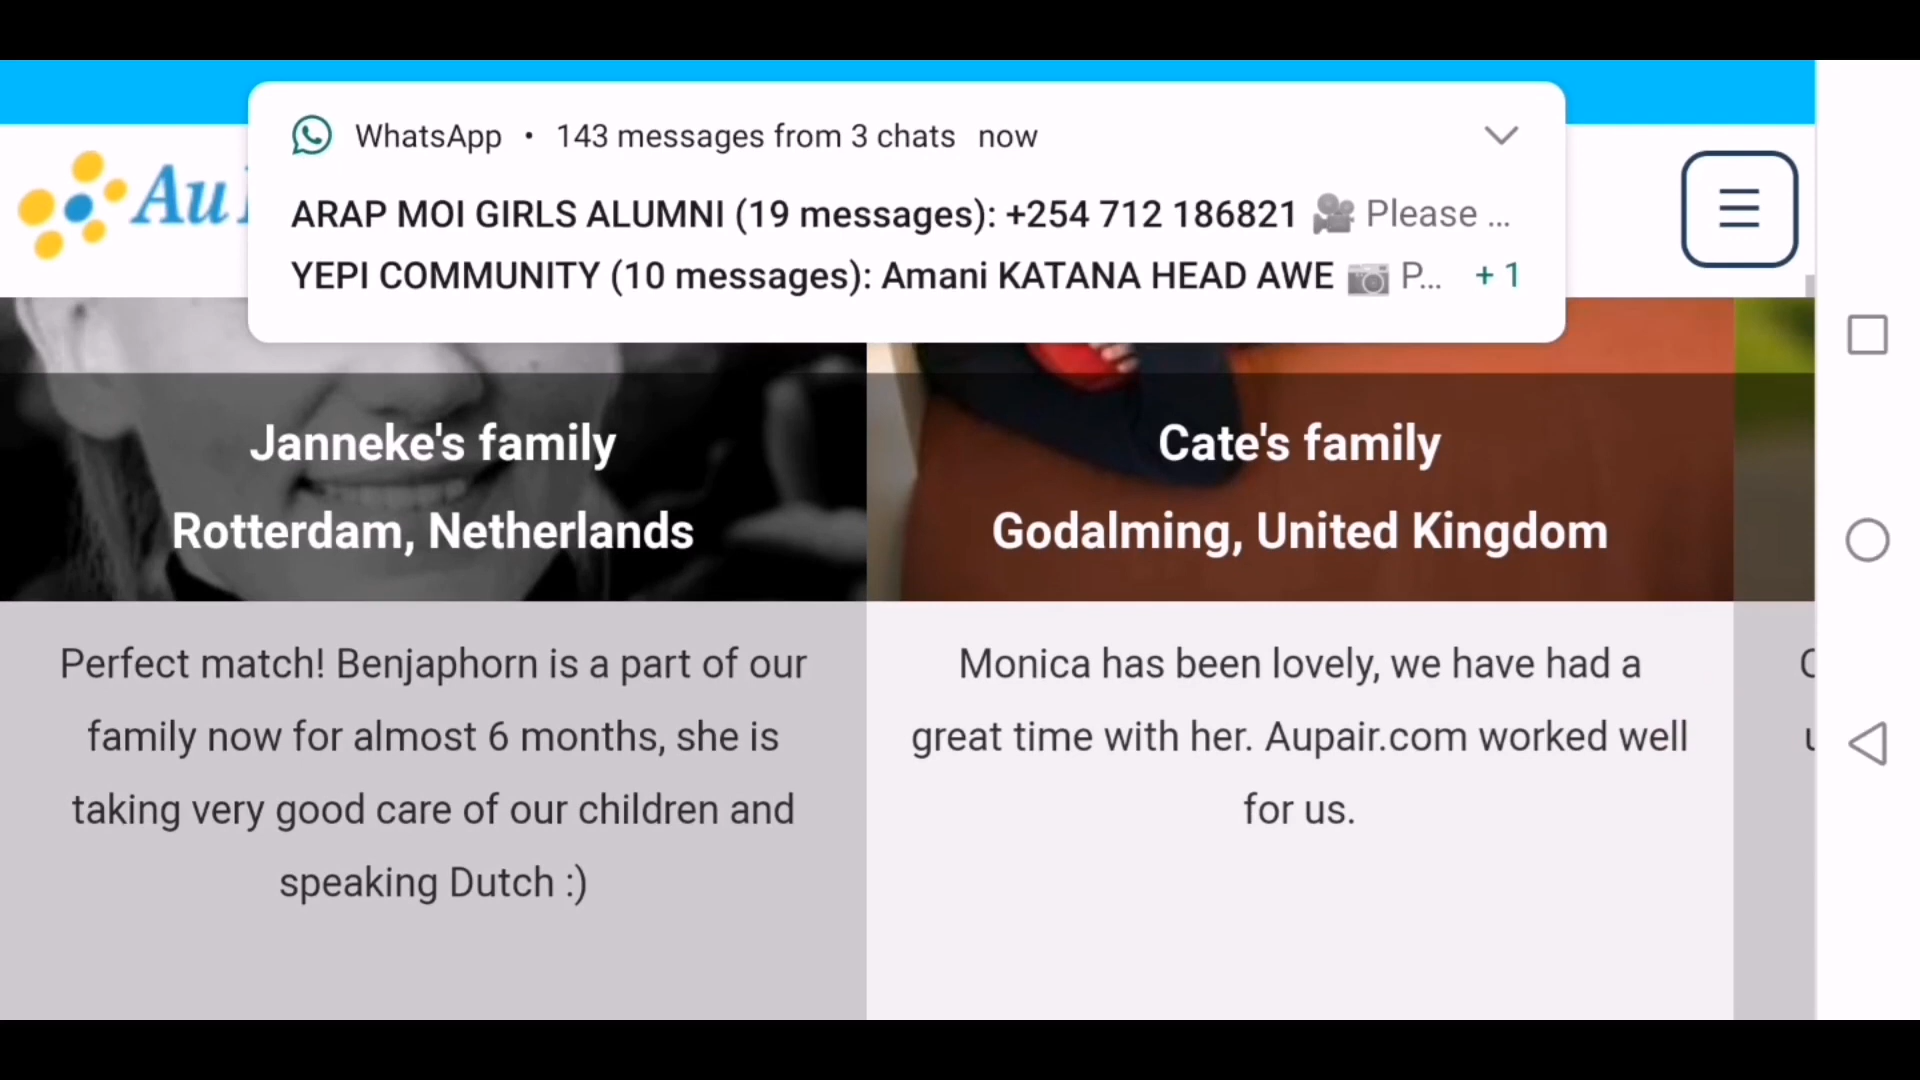 WhatsApp • 143 messages from 3 chats now
ARAP MOI GIRLS ALUMNI (19 messages): +254 712 186821 🎥 Please ...
YEPI COMMUNITY (10 messages): Amani KATANA HEAD AWE 📷 P... + 1
Au
Janneke's family
Rotterdam, Netherlands
Perfect match! Benjaphorn is a part of our
family now for almost 6 months, she is
taking very good care of our children and
speaking Dutch :)
Cate's family
Godalming, United Kingdom
Monica has been lovely, we have had a
great time with her. Aupair.com worked well
for us.